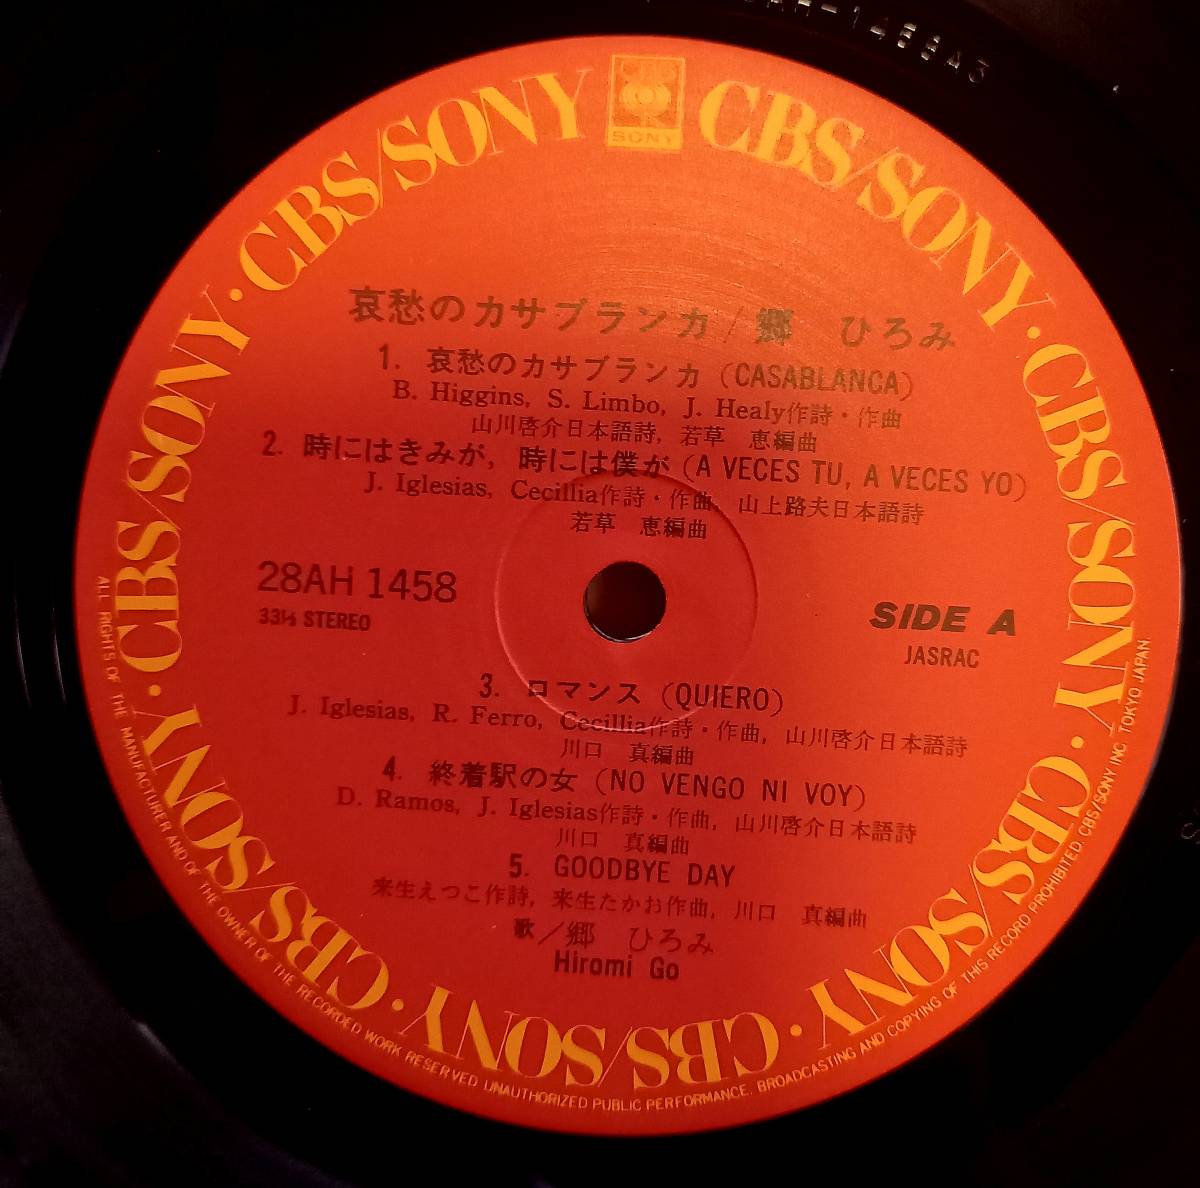 SONY
CBS/SONY · CBS/SONY · CBS/SONY · CBS/SONY · CBS/SONY · CBS/SONY · CBS/SONY · CBS/SONY
哀愁のカサブランカ/郷 ひろみ
1. 哀愁のカサブランカ (CASABLANCA)
B. Higgins, S. Limbo, J. Healy作詩・作曲
山川啓介日本語詩, 若草 恵編曲
2. 時にはきみが, 時には僕が (A VECES TU, A VECES YO)
J. Iglesias, Cecillia作詩・作曲, 山上路夫日本語詩
若草 恵編曲
28AH 1458
33⅓ STEREO
SIDE A
JASRAC
3. ロマンス (QUIERO)
J. Iglesias, R. Ferro, Cecillia作詩・作曲, 山川啓介日本語詩
川口 真編曲
4. 終着駅の女 (NO VENGO NI VOY)
D. Ramos, J. Iglesias作詩・作曲, 山川啓介日本語詩
川口 真編曲
5. GOODBYE DAY
来生えつこ作詩, 来生たかお作曲, 川口 真編曲
歌/郷 ひろみ
Hiromi Go
ALL RIGHTS OF THE MANUFACTURER AND OF THE OWNER OF THE RECORDED WORK RESERVED UNAUTHORIZED PUBLIC PERFORMANCE. BROADCASTING AND COPYING OF THIS RECORD PROHIBITED. CBS/SONY INC. TOKYO JAPAN.